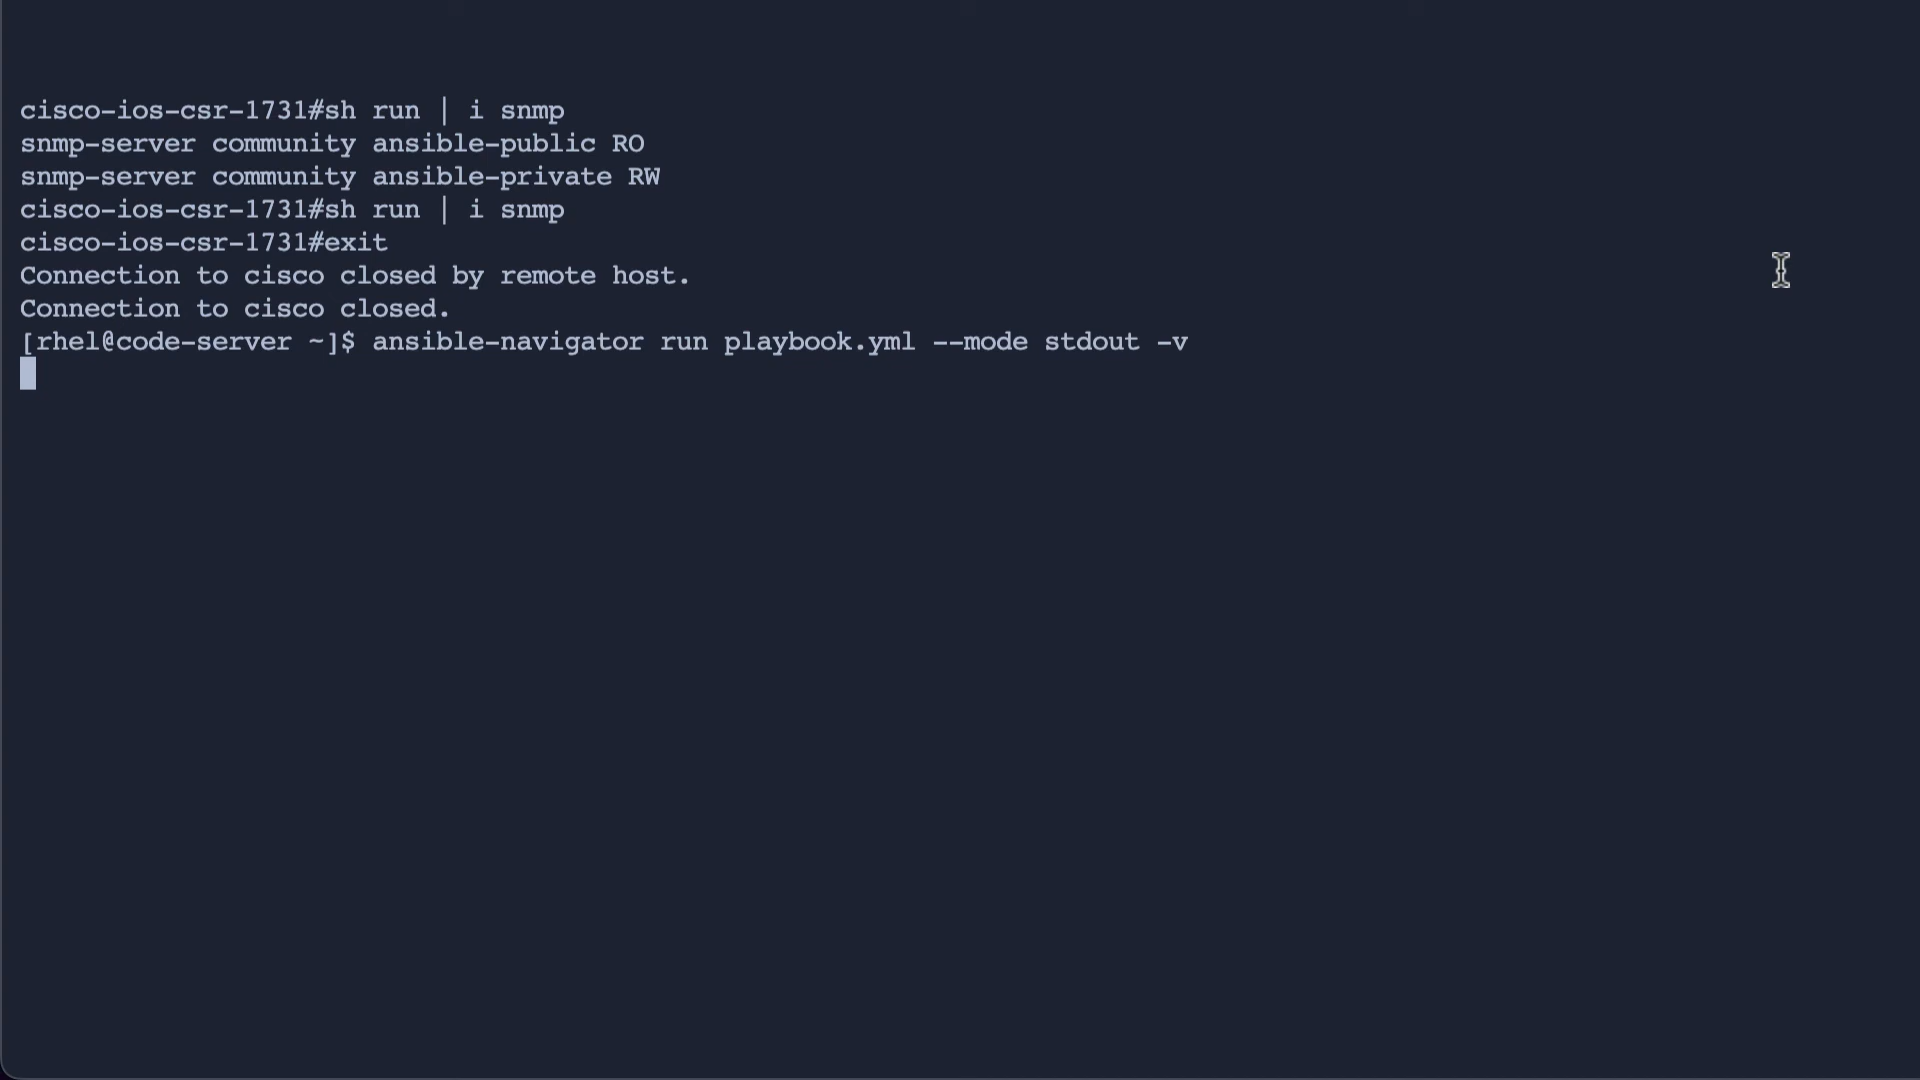 cisco-ios-csr-1731#sh run | i snmp
snmp-server community ansible-public RO
snmp-server community ansible-private RW
cisco-ios-csr-1731#sh run | i snmp
cisco-ios-csr-1731#exit
Connection to cisco closed by remote host.
Connection to cisco closed.
[rhel@code-server ~]$ ansible-navigator run playbook.yml --mode stdout -v